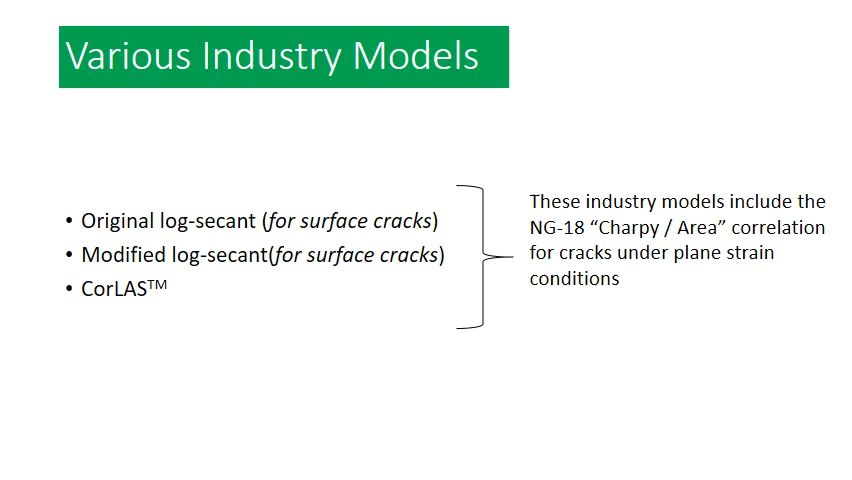 Various Industry Models
• Original log-secant (for surface cracks)
• Modified log-secant(for surface cracks)
• CorLAS™
These industry models include the
NG-18 “Charpy / Area” correlation
for cracks under plane strain
conditions